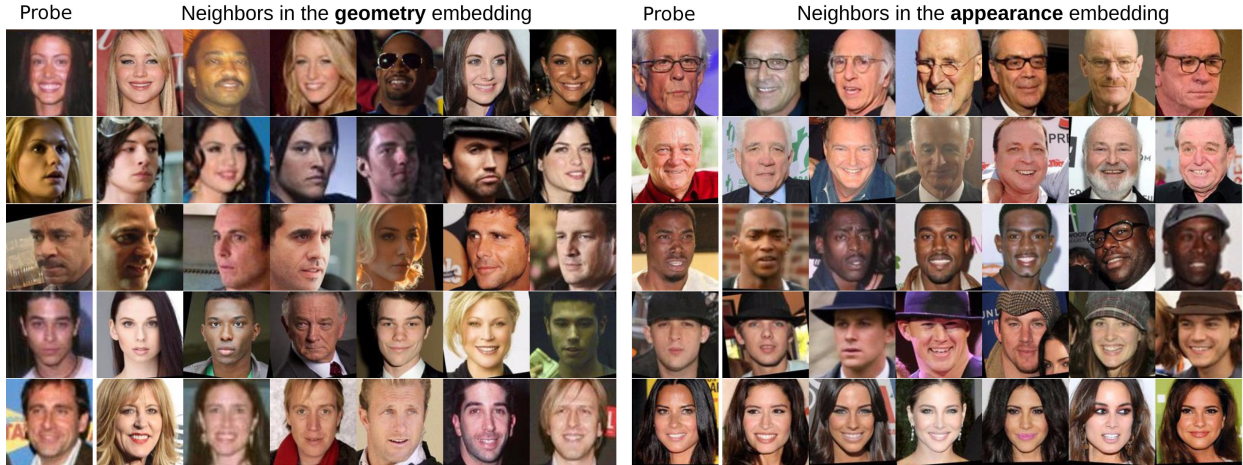 Probe
Neighbors in the geometry embedding
Probe
Neighbors in the appearance embedding